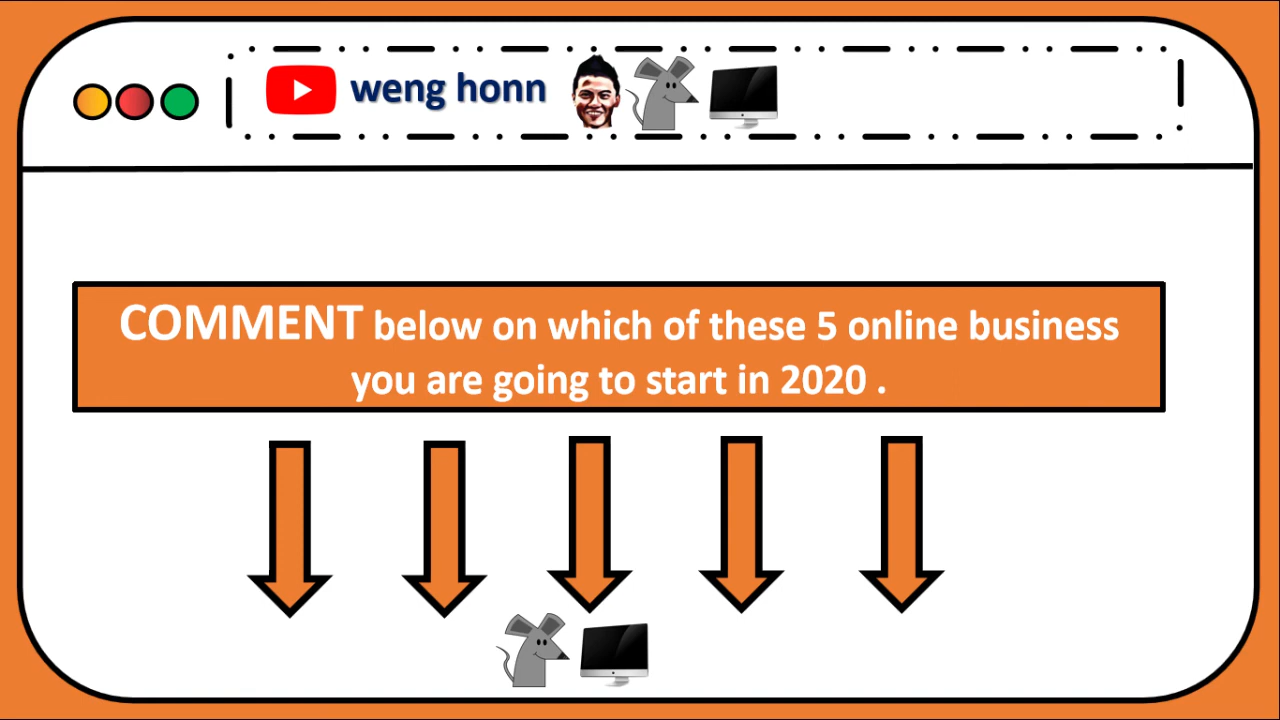 weng honn
COMMENT below on which of these 5 online business
you are going to start in 2020 .